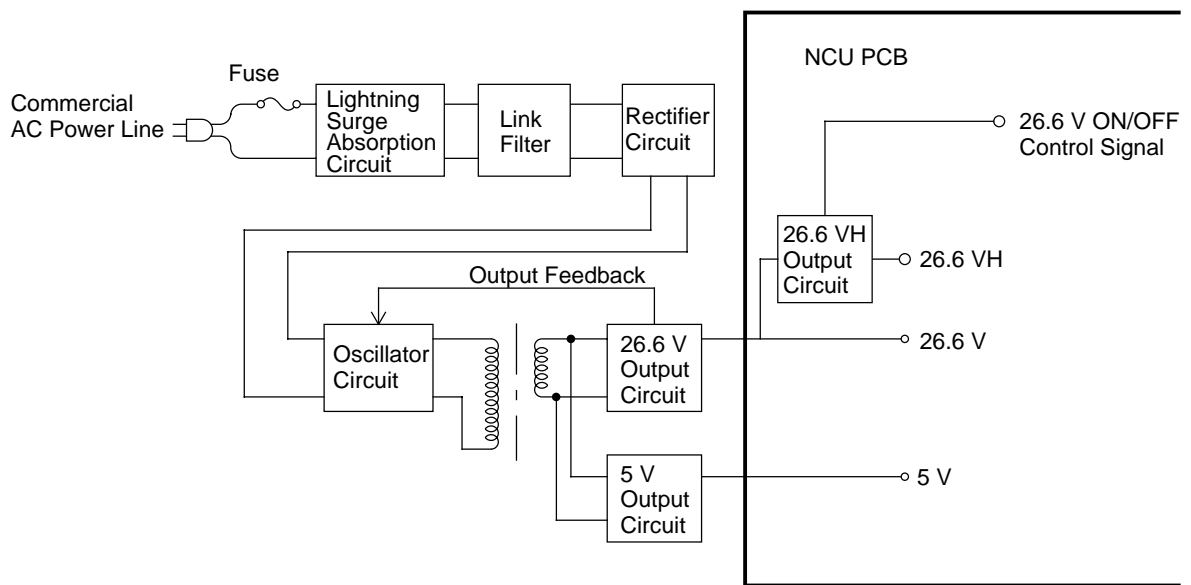 NCU PCB
Fuse
Commercial
AC Power Line
Lightning
Surge
Absorption
Circuit
Link
Filter
Rectifier
Circuit
26.6 V ON/OFF
Control Signal
26.6 VH
Output
Circuit
26.6 VH
Output Feedback
Oscillator
Circuit
26.6 V
Output
Circuit
26.6 V
5 V
Output
Circuit
5 V